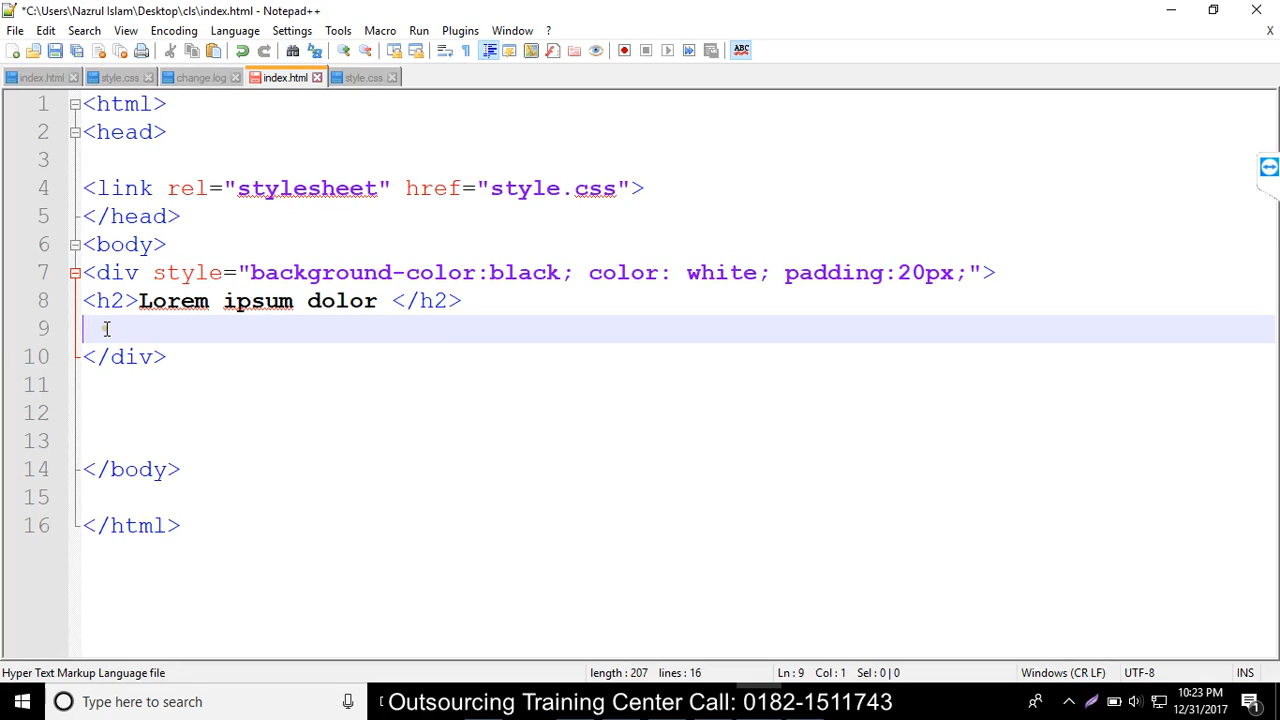 *C:\Users\Nazrul Islam\Desktop\cls\index.html - Notepad++
File Edit Search View Encoding Language Settings Tools Macro Run Plugins Window ? X
ABC
index.html style.css change.log index.html style.css
1 <html>
2 <head>
3
4 <link rel="stylesheet" href="style.css">
5 </head>
6 <body>
7 <div style="background-color:black; color: white; padding:20px;">
8 <h2>Lorem ipsum dolor </h2>
9
10 </div>
11
12
13
14 </body>
15
16 </html>
Hyper Text Markup Language file length : 207 lines : 16 Ln : 9 Col : 1 Sel : 0 | 0 Windows (CR LF) UTF-8 INS
Type here to search
Outsourcing Training Center Call: 0182-1511743
10:23 PM
12/31/2017
1